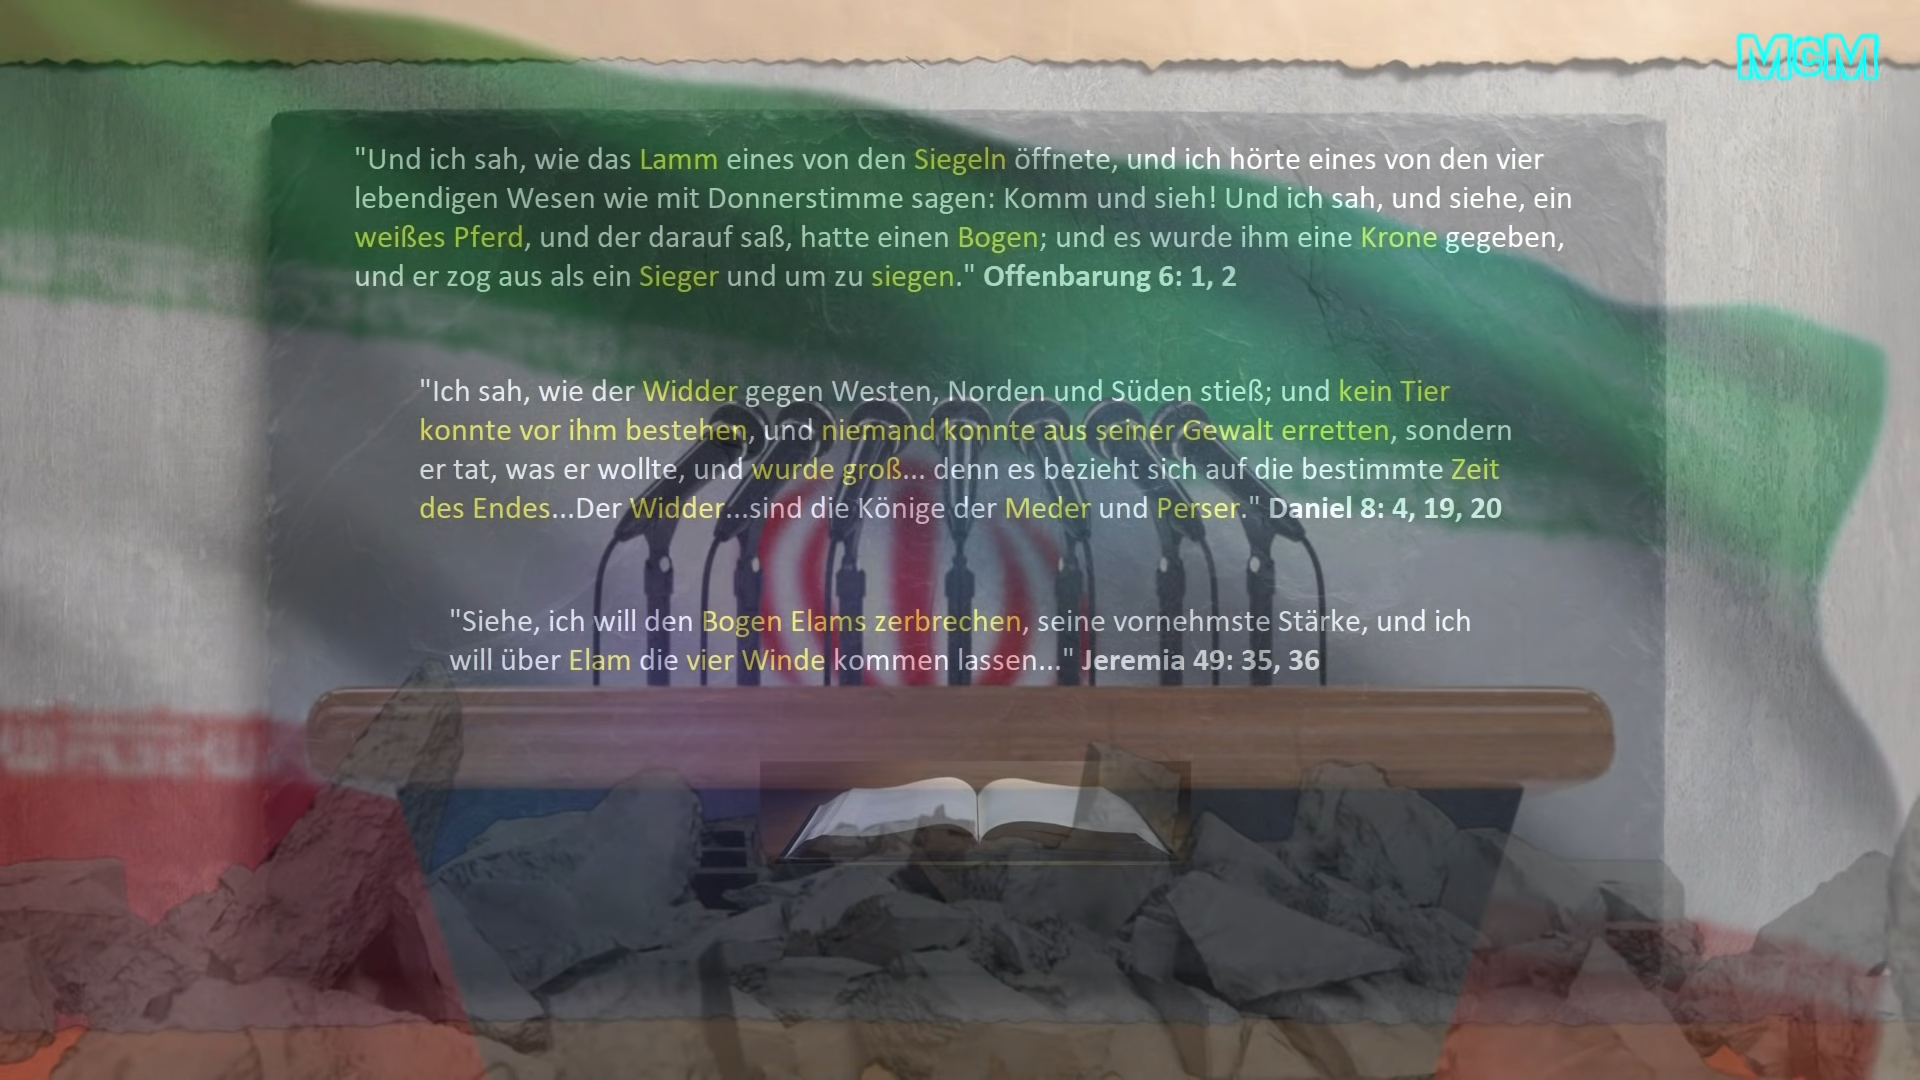 McM
"Und ich sah, wie das Lamm eines von den Siegeln öffnete, und ich hörte eines von den vier
lebendigen Wesen wie mit Donnerstimme sagen: Komm und sieh! Und ich sah, und siehe, ein
weißes Pferd, und der darauf saß, hatte einen Bogen; und es wurde ihm eine Krone gegeben,
und er zog aus als ein Sieger und um zu siegen." Offenbarung 6: 1, 2
"Ich sah, wie der Widder gegen Westen, Norden und Süden stieß; und kein Tier
konnte vor ihm bestehen, und niemand konnte aus seiner Gewalt erretten, sondern
er tat, was er wollte, und wurde groß... denn es bezieht sich auf die bestimmte Zeit
des Endes...Der Widder...sind die Könige der Meder und Perser." Daniel 8: 4, 19, 20
"Siehe, ich will den Bogen Elams zerbrechen, seine vornehmste Stärke, und ich
will über Elam die vier Winde kommen lassen..." Jeremia 49: 35, 36